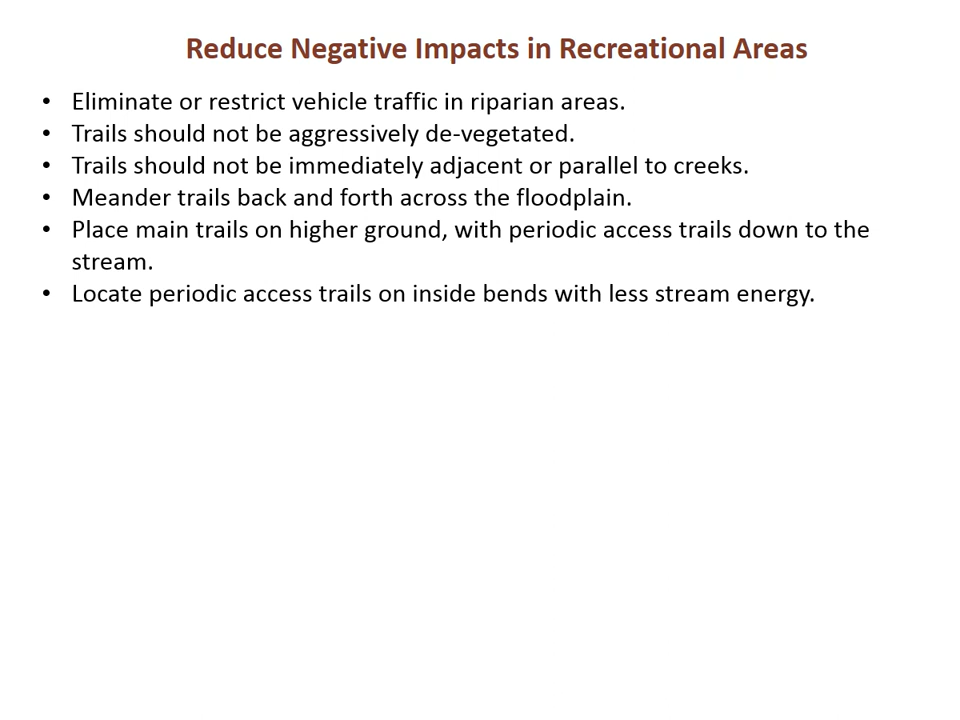 Reduce Negative Impacts in Recreational Areas
• Eliminate or restrict vehicle traffic in riparian areas.
• Trails should not be aggressively de-vegetated.
• Trails should not be immediately adjacent or parallel to creeks.
• Meander trails back and forth across the floodplain.
• Place main trails on higher ground, with periodic access trails down to the
stream.
• Locate periodic access trails on inside bends with less stream energy.